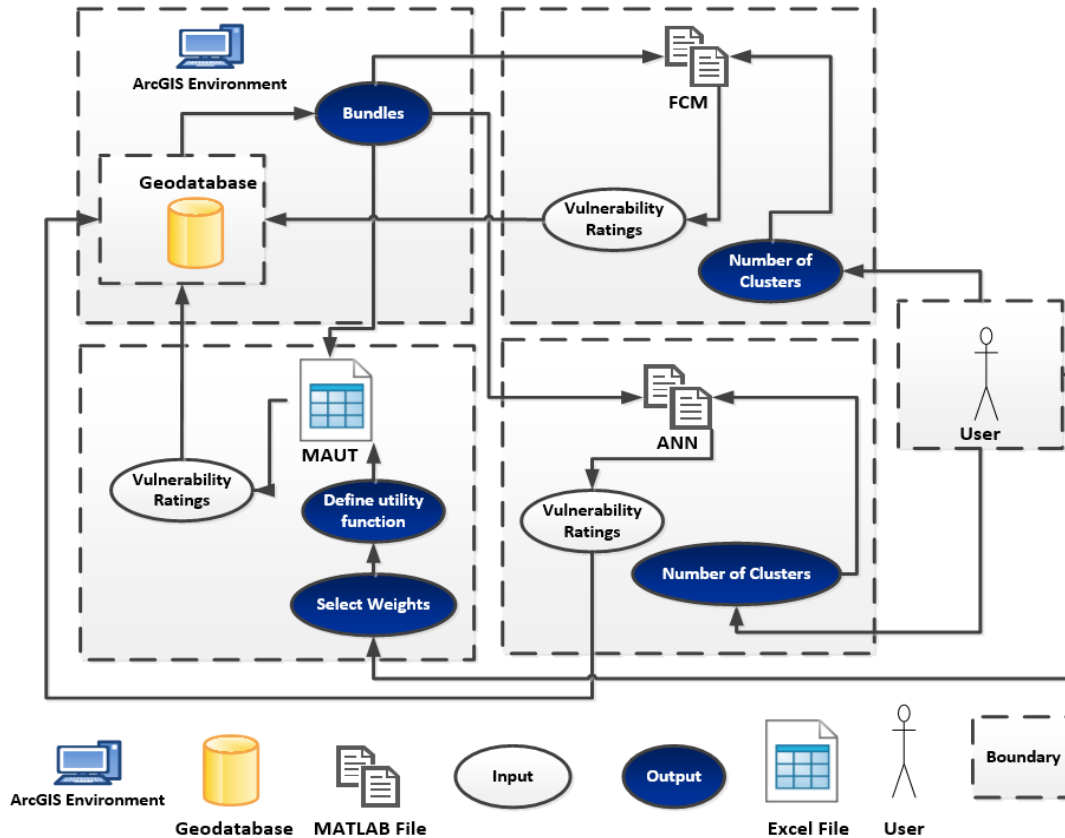 ArcGIS Environment
Bundles
Geodatabase
FCM
Vulnerability
Ratings
Number of
Clusters
User
MAUT
Vulnerability
Ratings
Define utility
function
Select Weights
ANN
Vulnerability
Ratings
Number of Clusters
ArcGIS Environment
Geodatabase
MATLAB File
Input
Output
Excel File
User
Boundary